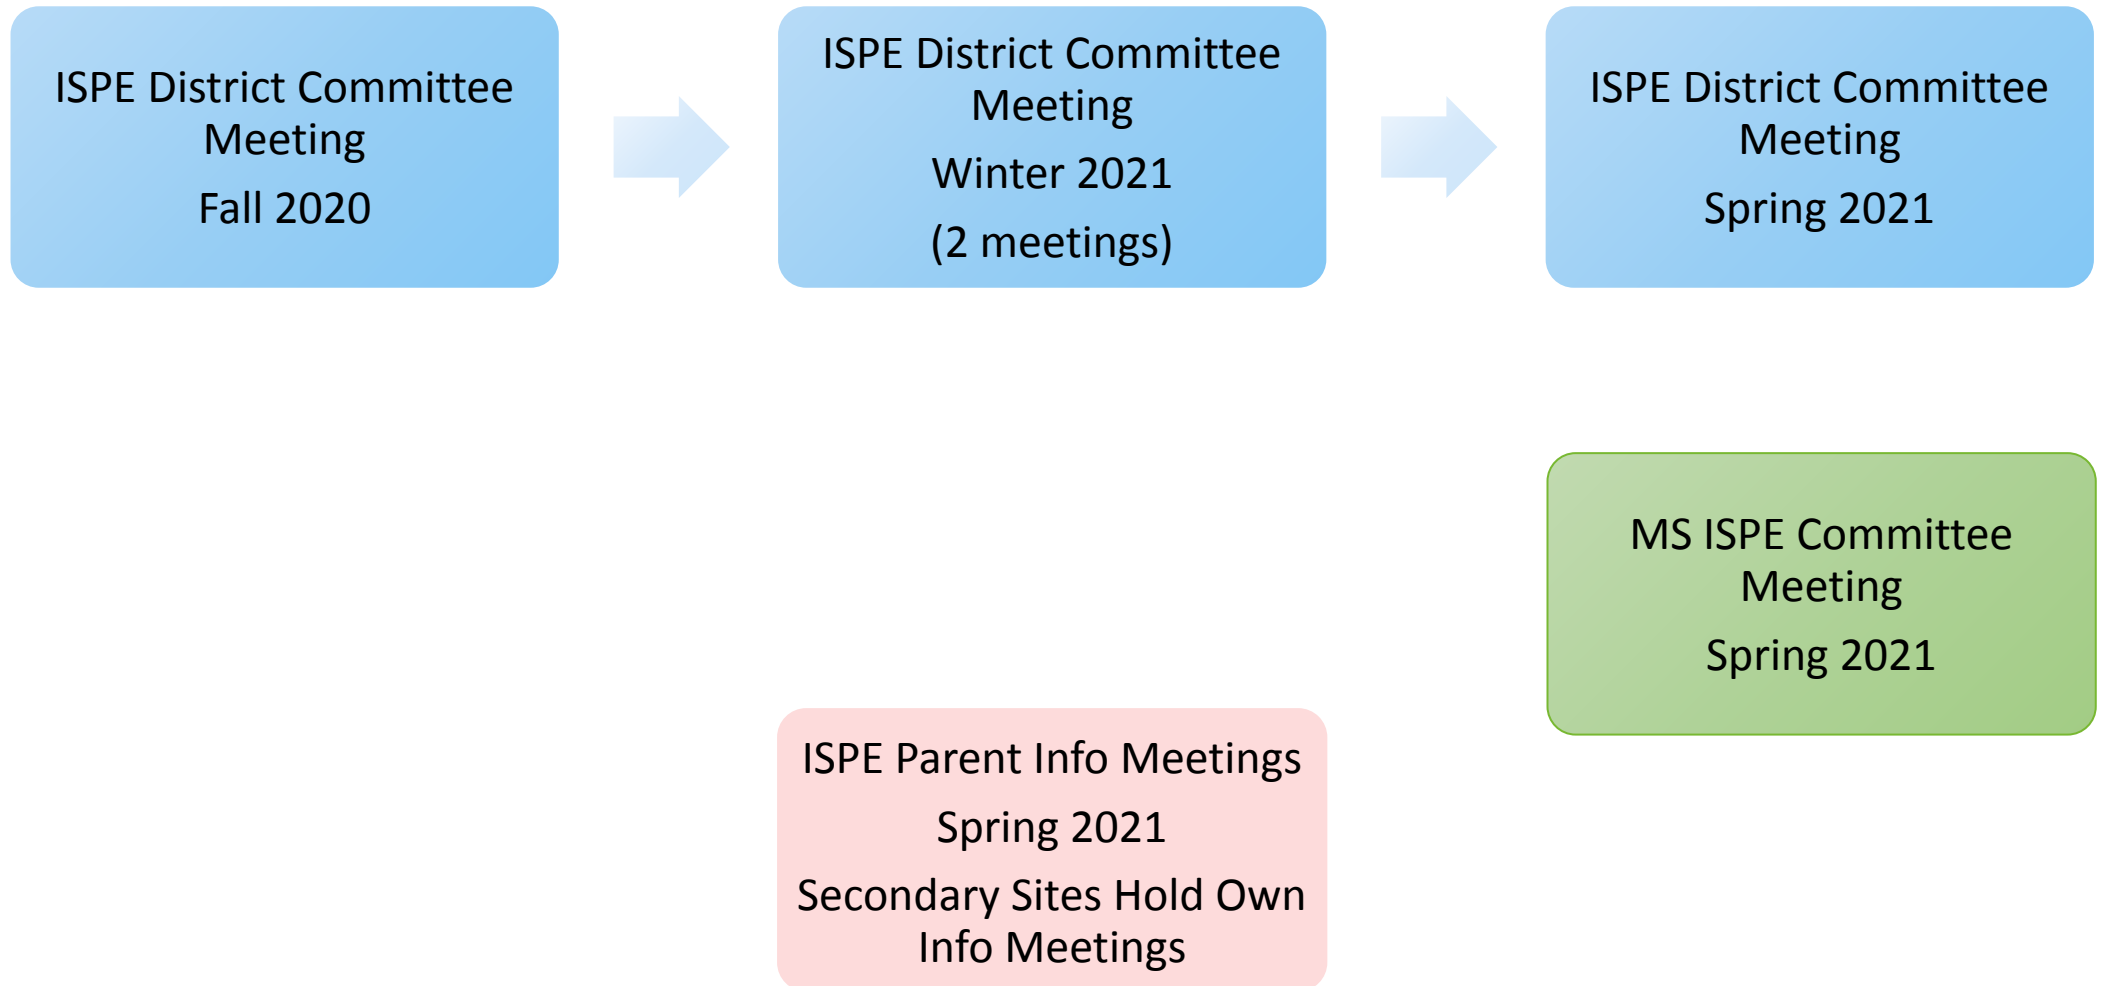 ISPE District Committee
Meeting
Fall 2020
ISPE District Committee
Meeting
Winter 2021
(2 meetings)
ISPE District Committee
Meeting
Spring 2021
MS ISPE Committee
Meeting
Spring 2021
ISPE Parent Info Meetings
Spring 2021
Secondary Sites Hold Own
Info Meetings